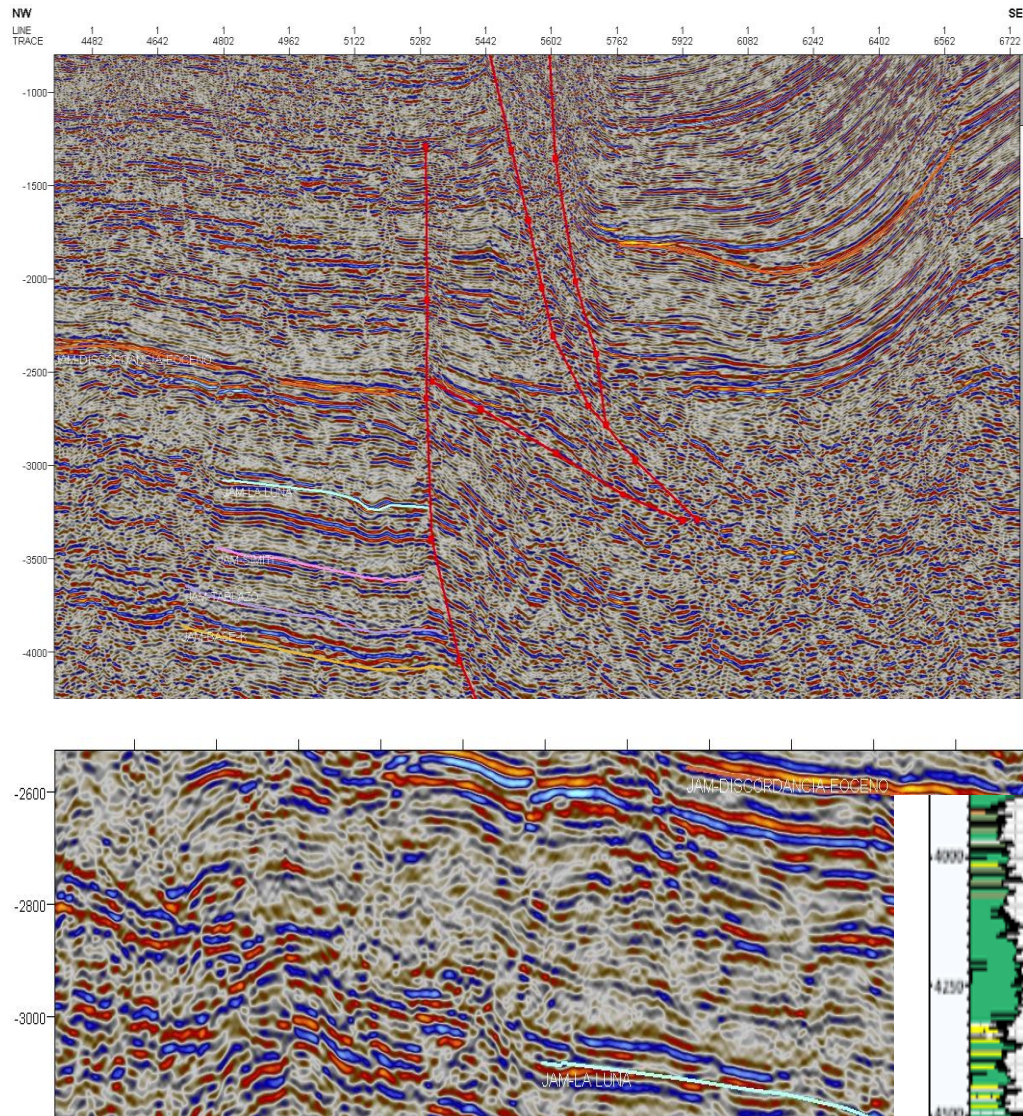 NW
SE
LINE 1 1 1 1 1 1 1 1 1 1 1 1 1 1 1
TRACE 4482 4642 4802 4962 5122 5282 5442 5602 5762 5922 6082 6242 6402 6562 6722
-1000
-1500
-2000
JAM-DISCORDANCIA-EOCENO
-2500
-3000
JAM-LA LUNA
-3500
-4000
-2600
JAM-DISCORDANCIA-EOCENO
4000
-2800
4250
-3000
JAM-LA LUNA